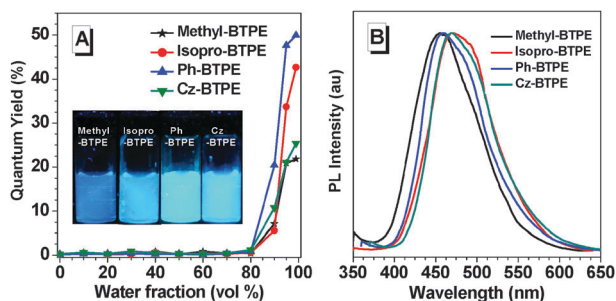 A
Methyl-BTPE
Isopro-BTPE
Ph-BTPE
Cz-BTPE
Quantum Yield (%)
50
40
30
20
10
0
Methyl Isopro Ph Cz
-BTPE -BTPE -BTPE -BTPE
0 20 40 60 80 100
Water fraction (vol %)
B
Methyl-BTPE
Isopro-BTPE
Ph-BTPE
Cz-BTPE
PL Intensity (au)
350 400 450 500 550 600 650
Wavelength (nm)